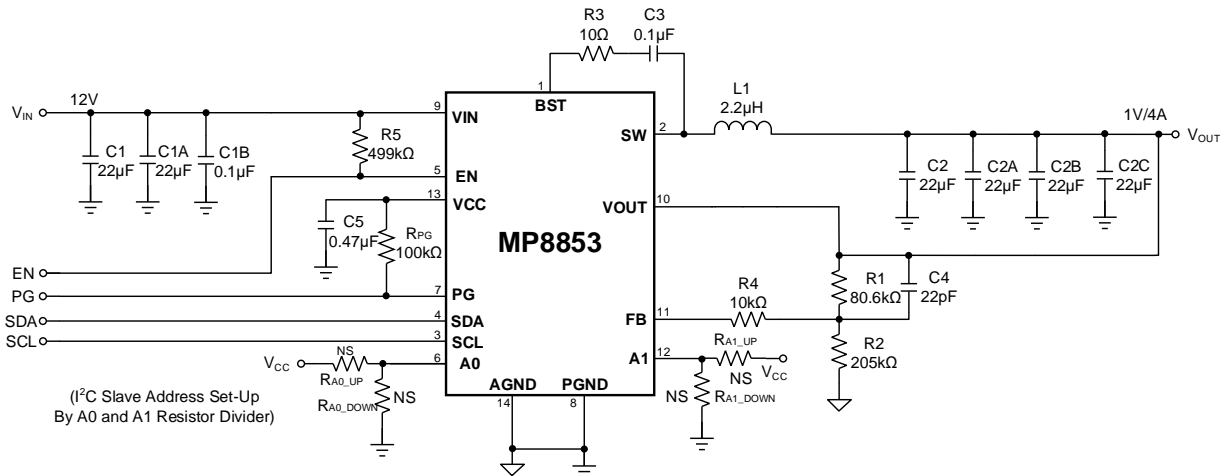 R3
10Ω
C3
0.1µF
1
BST
VIN
12V
9
VIN
C1
22µF
C1A
22µF
C1B
0.1µF
R5
499kΩ
5
EN
13
VCC
C5
0.47µF
RPG
100kΩ
EN
PG
7
PG
SDA
4
SDA
SCL
3
SCL
6
A0
VCC
NS
RA0_UP
RA0_DOWN
NS
(I²C Slave Address Set-Up
By A0 and A1 Resistor Divider)
MP8853
AGND
14
PGND
8
SW
2
L1
2.2µH
1V/4A
VOUT
C2
22µF
C2A
22µF
C2B
22µF
C2C
22µF
VOUT
10
R1
80.6kΩ
C4
22pF
FB
11
R4
10kΩ
R2
205kΩ
A1
12
RA1_UP
NS
VCC
NS
RA1_DOWN